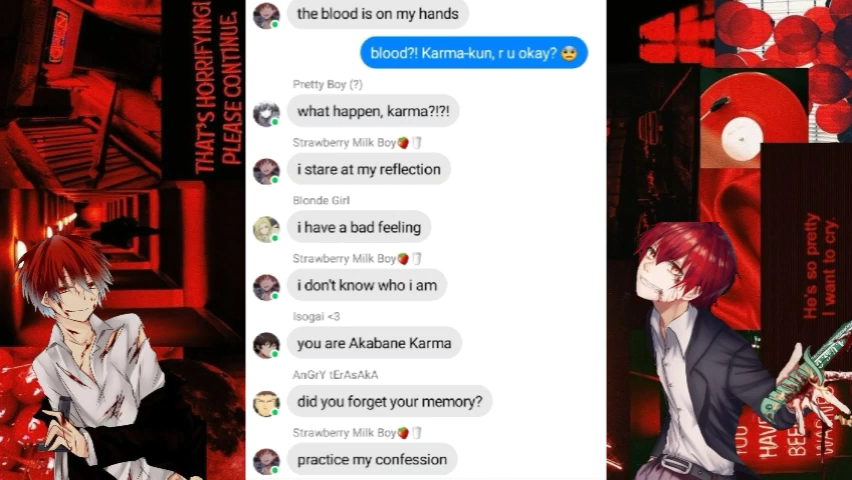 the blood is on my hands
blood?! Karma-kun, r u okay? 😨
Pretty Boy (?)
what happen, karma?!?!
Strawberry Milk Boy🍓🥛
i stare at my reflection
Blonde Girl
i have a bad feeling
Strawberry Milk Boy🍓🥛
i don't know who i am
Isogai <3
you are Akabane Karma
AnGrY tErAsAkA
did you forget your memory?
Strawberry Milk Boy🍓🥛
practice my confession
THAT'S HORRIFYING!
PLEASE CONTINUE.
He's so pretty
I want to cry.
YOU
HAVE
BEE